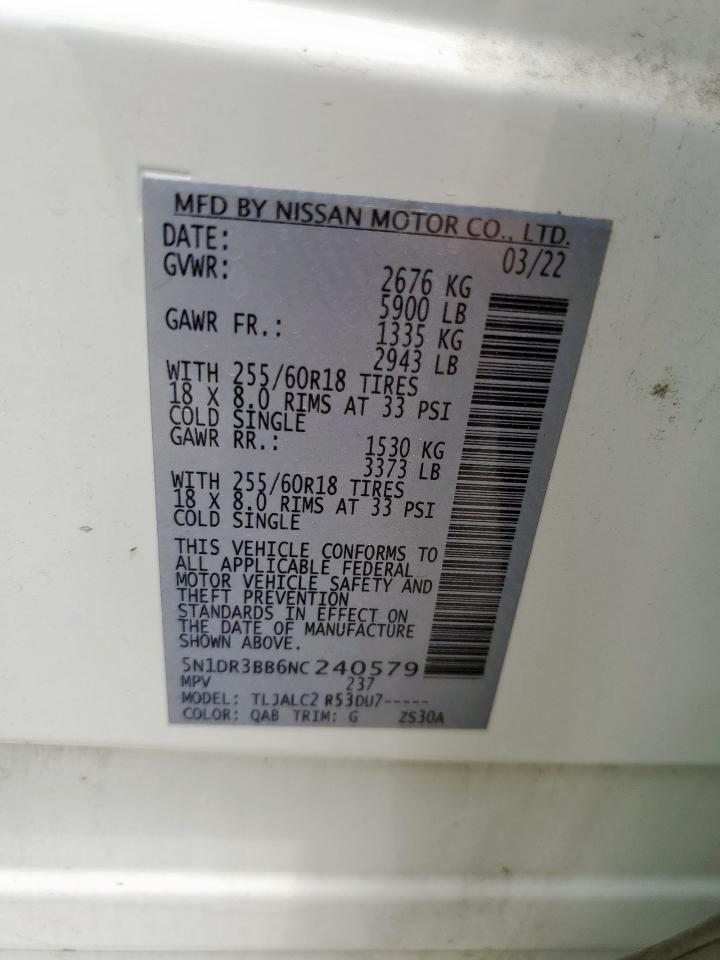 MFD BY NISSAN MOTOR CO., LTD.
DATE: 03/22
GVWR: 2676 KG
5900 LB
GAWR FR.: 1335 KG
2943 LB
WITH 255/60R18 TIRES
18 X 8.0 RIMS AT 33 PSI
COLD SINGLE
GAWR RR.: 1530 KG
3373 LB
WITH 255/60R18 TIRES
18 X 8.0 RIMS AT 33 PSI
COLD SINGLE
THIS VEHICLE CONFORMS TO
ALL APPLICABLE FEDERAL
MOTOR VEHICLE SAFETY AND
THEFT PREVENTION
STANDARDS IN EFFECT ON
THE DATE OF MANUFACTURE
SHOWN ABOVE.
5N1DR3BB6NC240579
MPV 237
MODEL: TLJALC2 R53DU7-----
COLOR: QAB TRIM: G ZS30A